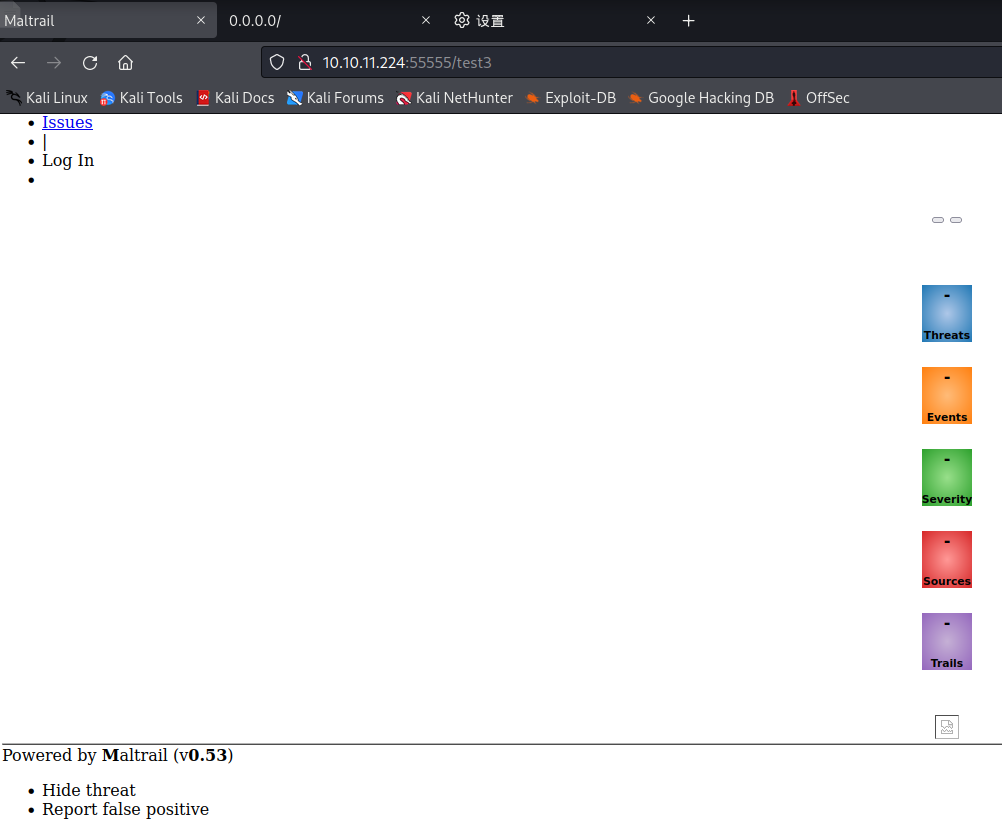 Maltrail 0.0.0.0/ 设置
10.10.11.224:55555/test3
Kali Linux Kali Tools Kali Docs Kali Forums Kali NetHunter Exploit-DB Google Hacking DB OffSec
Issues
|
Log In
-
Threats
-
Events
-
Severity
-
Sources
-
Trails
Powered by Maltrail (v0.53)
Hide threat
Report false positive